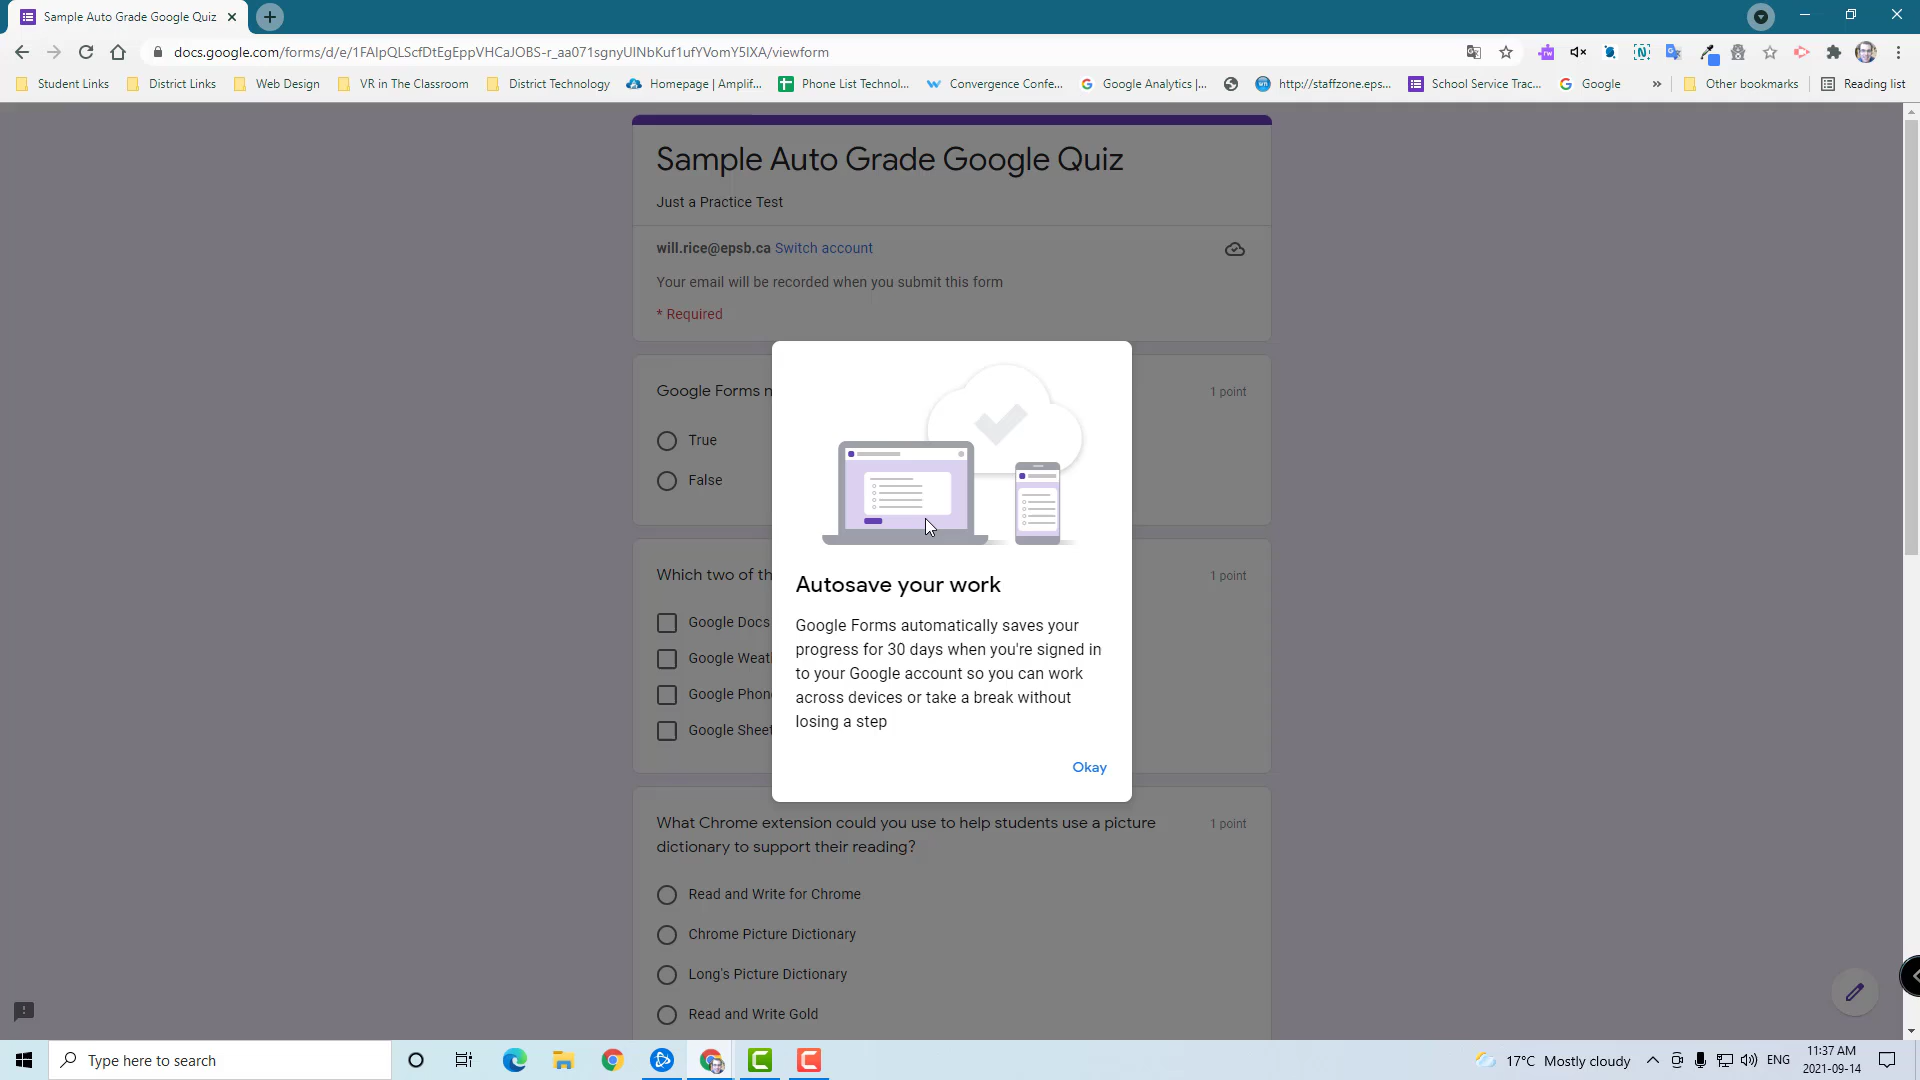 Sample Auto Grade Google Quiz
docs.google.com/forms/d/e/1FAIpQLScfDtEgEppVHCaJOBS-r_aa071sgnyUINbKuf1ufYVomY5IXA/viewform
Student Links District Links Web Design VR in The Classroom District Technology Homepage | Amplif... Phone List Technol... Convergence Confe... Google Analytics |... http://staffzone.eps... School Service Trac... Google » Other bookmarks Reading list
Sample Auto Grade Google Quiz
Just a Practice Test
will.rice@epsb.ca Switch account
Your email will be recorded when you submit this form
* Required
Google Forms 1 point
True
False
Which two of 1 point
Google Docs
Google
Google
Google
Autosave your work
Google Forms automatically saves your
progress for 30 days when you're signed in
to your Google account so you can work
across devices or take a break without
losing a step
Okay
What Chrome extension could you use to help students use a picture 1 point
dictionary to support their reading?
Read and Write for Chrome
Chrome Picture Dictionary
Long's Picture Dictionary
Read and Write Gold
Type here to search
17°C Mostly cloudy ENG 11:37 AM
2021-09-14